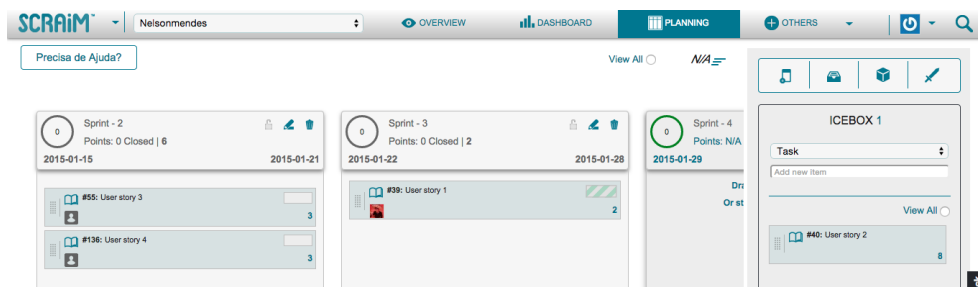 SCRAIM™
Nelsonmendes
OVERVIEW
DASHBOARD
PLANNING
OTHERS
Precisa de Ajuda?
View All
N/A
Sprint - 2
Points: 0 Closed | 6
0
2015-01-15
2015-01-21
#55: User story 3
3
#136: User story 4
3
Sprint - 3
Points: 0 Closed | 2
0
2015-01-22
2015-01-28
#39: User story 1
2
Sprint - 4
Points: N/A
0
2015-01-29
Or st
ICEBOX 1
Task
Add new item
View All
#40: User story 2
8